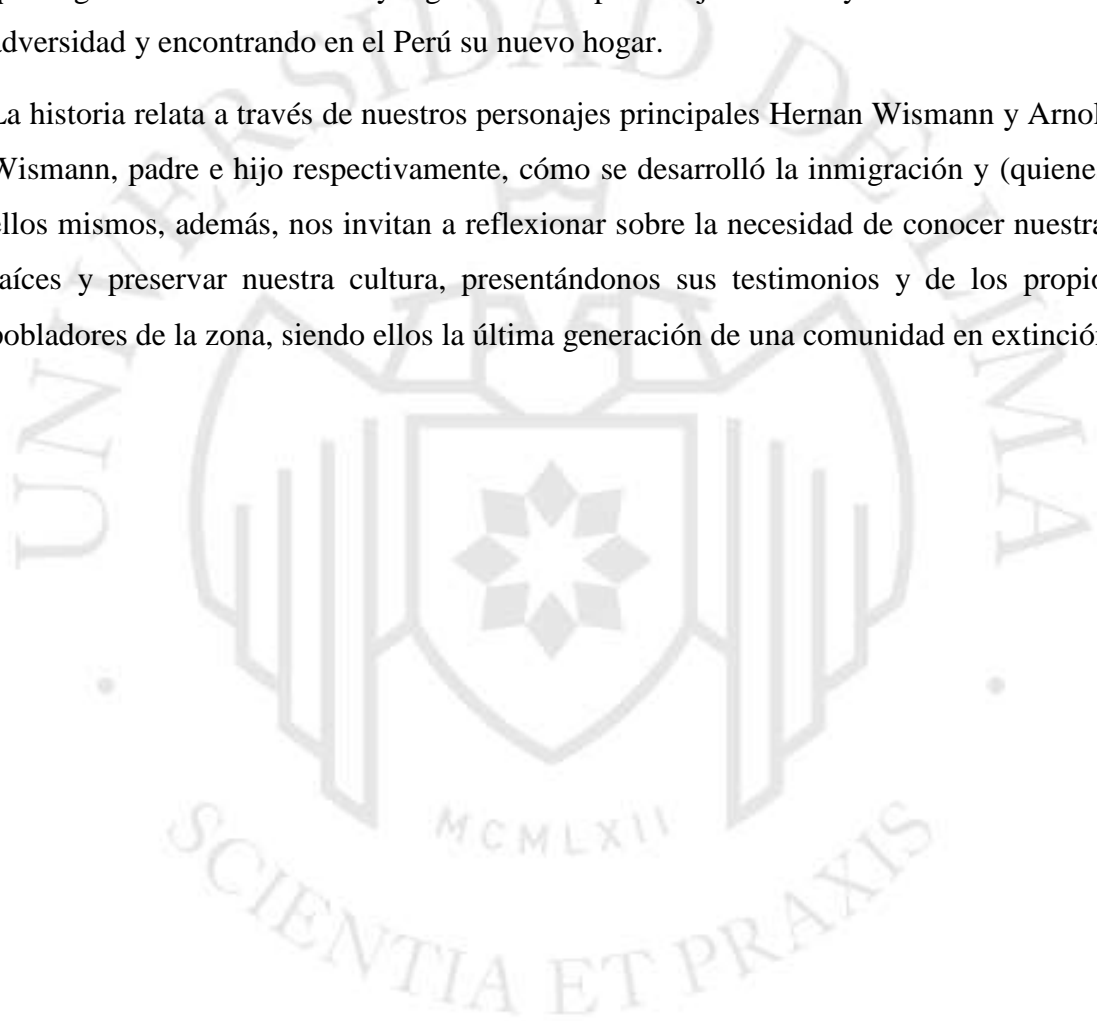 adversidad y encontrando en el Perú su nuevo hogar.
La historia relata a través de nuestros personajes principales Hernan Wismann y Arnol
Wismann, padre e hijo respectivamente, cómo se desarrolló la inmigración y (quiene
ellos mismos, además, nos invitan a reflexionar sobre la necesidad de conocer nuestra
raíces y preservar nuestra cultura, presentándonos sus testimonios y de los propio
pobladores de la zona, siendo ellos la última generación de una comunidad en extinción
UNIVERSIDAD DE LIMA
MCMLXII
SCIENTIA ET PRAXIS